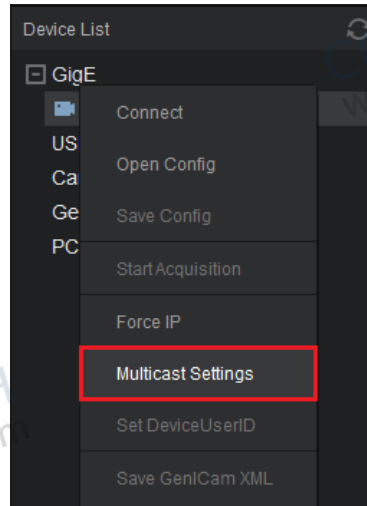 Device List
GigE
Connect
US
Open Config
Ca
Save Config
Ge
PC
Start Acquisition
Force IP
Multicast Settings
Set DeviceUserID
Save GenICam XML